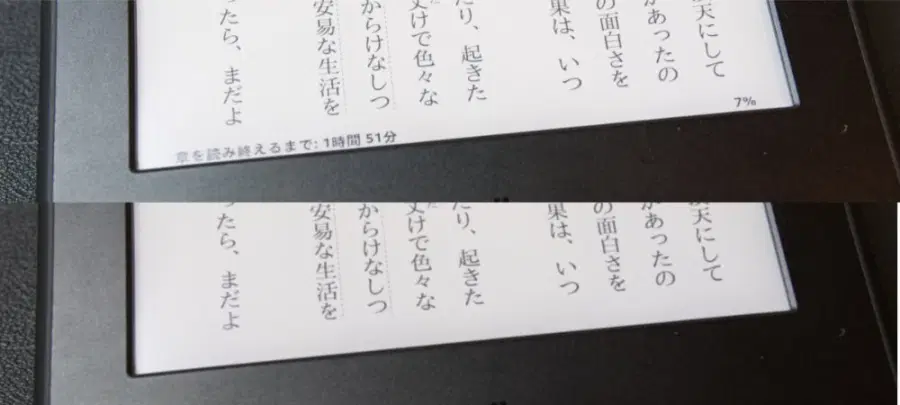 天にして
があったの
の面白さを
果は、いつ
たり、起きた
丈けで色々な
からけなしつ
安易な生活を
ったら、まだよ
章を読み終えるまで: 1時間 51分
7%
天にして
があったの
の面白さを
果は、いつ
たり、起きた
丈けで色々な
からけなしつ
安易な生活を
ったら、まだよ